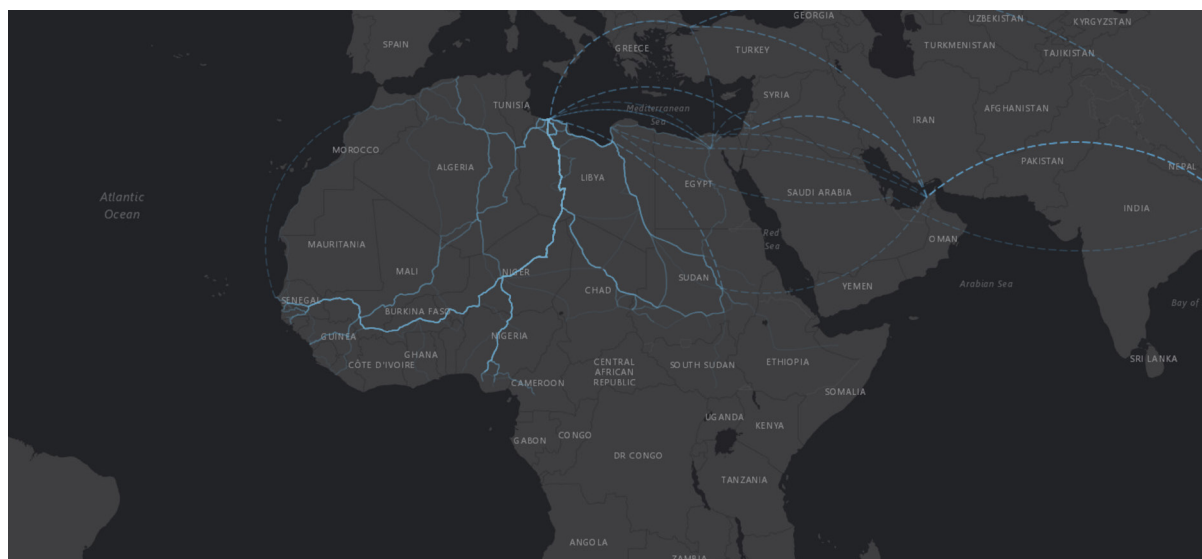 GEORGIA
UZBEKISTAN
KYRGYZSTAN
SPAIN
GREECE
TURKEY
TURKMENISTAN
TAJIKISTAN
SYRIA
TUNISIA
Mediterranean
Sea
AFGHANISTAN
IRAN
MOROCCO
PAKISTAN
NEPAL
ALGERIA
LIBYA
EGYPT
SAUDI ARABIA
Atlantic
Ocean
INDIA
Red
Sea
OMAN
MAURITANIA
MALI
NIGER
SUDAN
YEMEN
Arabian Sea
CHAD
SENEGAL
BURKINA FASO
Bay of
GUINEA
NIGERIA
GHANA
CÔTE D'IVOIRE
CENTRAL
AFRICAN
REPUBLIC
SOUTH SUDAN
ETHIOPIA
SRI LANKA
CAMEROON
SOMALIA
UGANDA
KENYA
GABON
CONGO
DR CONGO
TANZANIA
ANGOLA
ZAMBIA